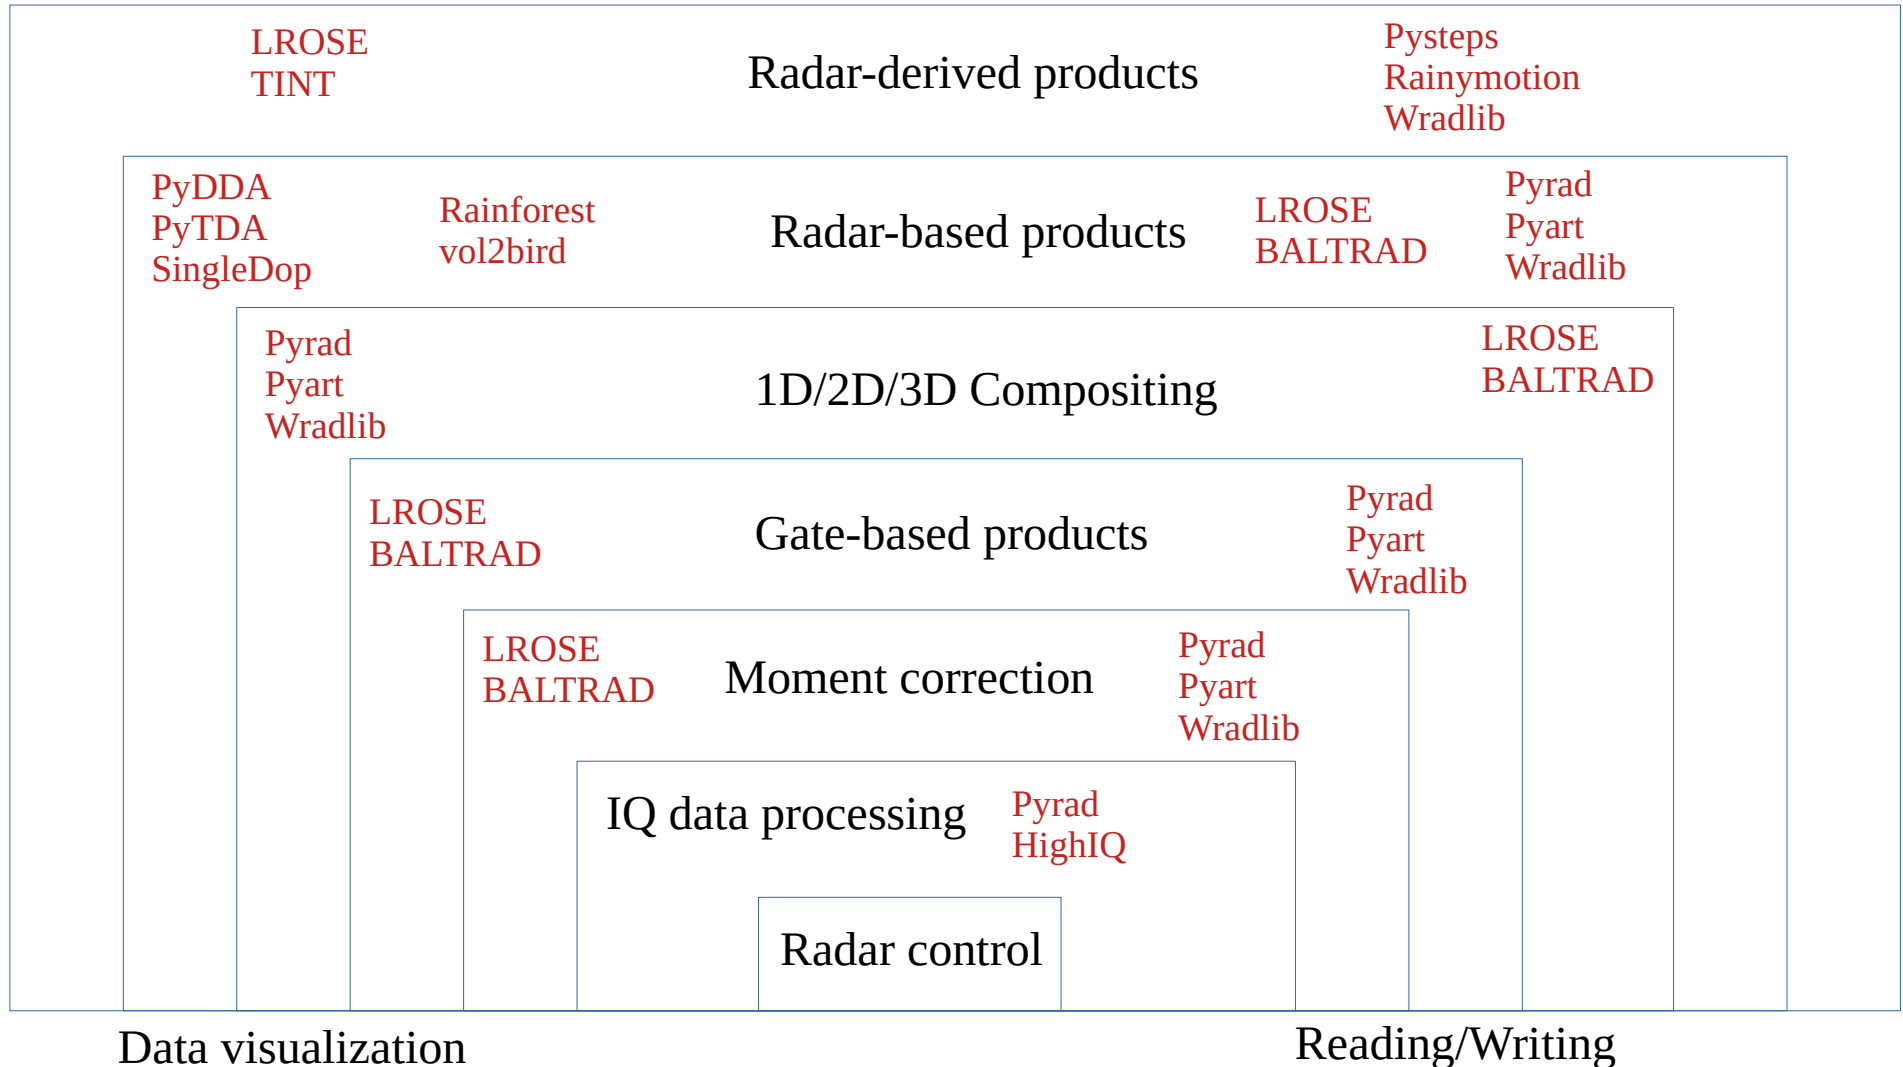 LROSE
TINT
Radar-derived products
Pysteps
Rainymotion
Wradlib
PyDDA
PyTDA
SingleDop
Rainforest
vol2bird
Radar-based products
LROSE
BALTRAD
Pyrad
Pyart
Wradlib
Pyrad
Pyart
Wradlib
1D/2D/3D Compositing
LROSE
BALTRAD
LROSE
BALTRAD
Gate-based products
Pyrad
Pyart
Wradlib
LROSE
BALTRAD
Moment correction
Pyrad
Pyart
Wradlib
IQ data processing
Pyrad
HighIQ
Radar control
Data visualization
Reading/Writing